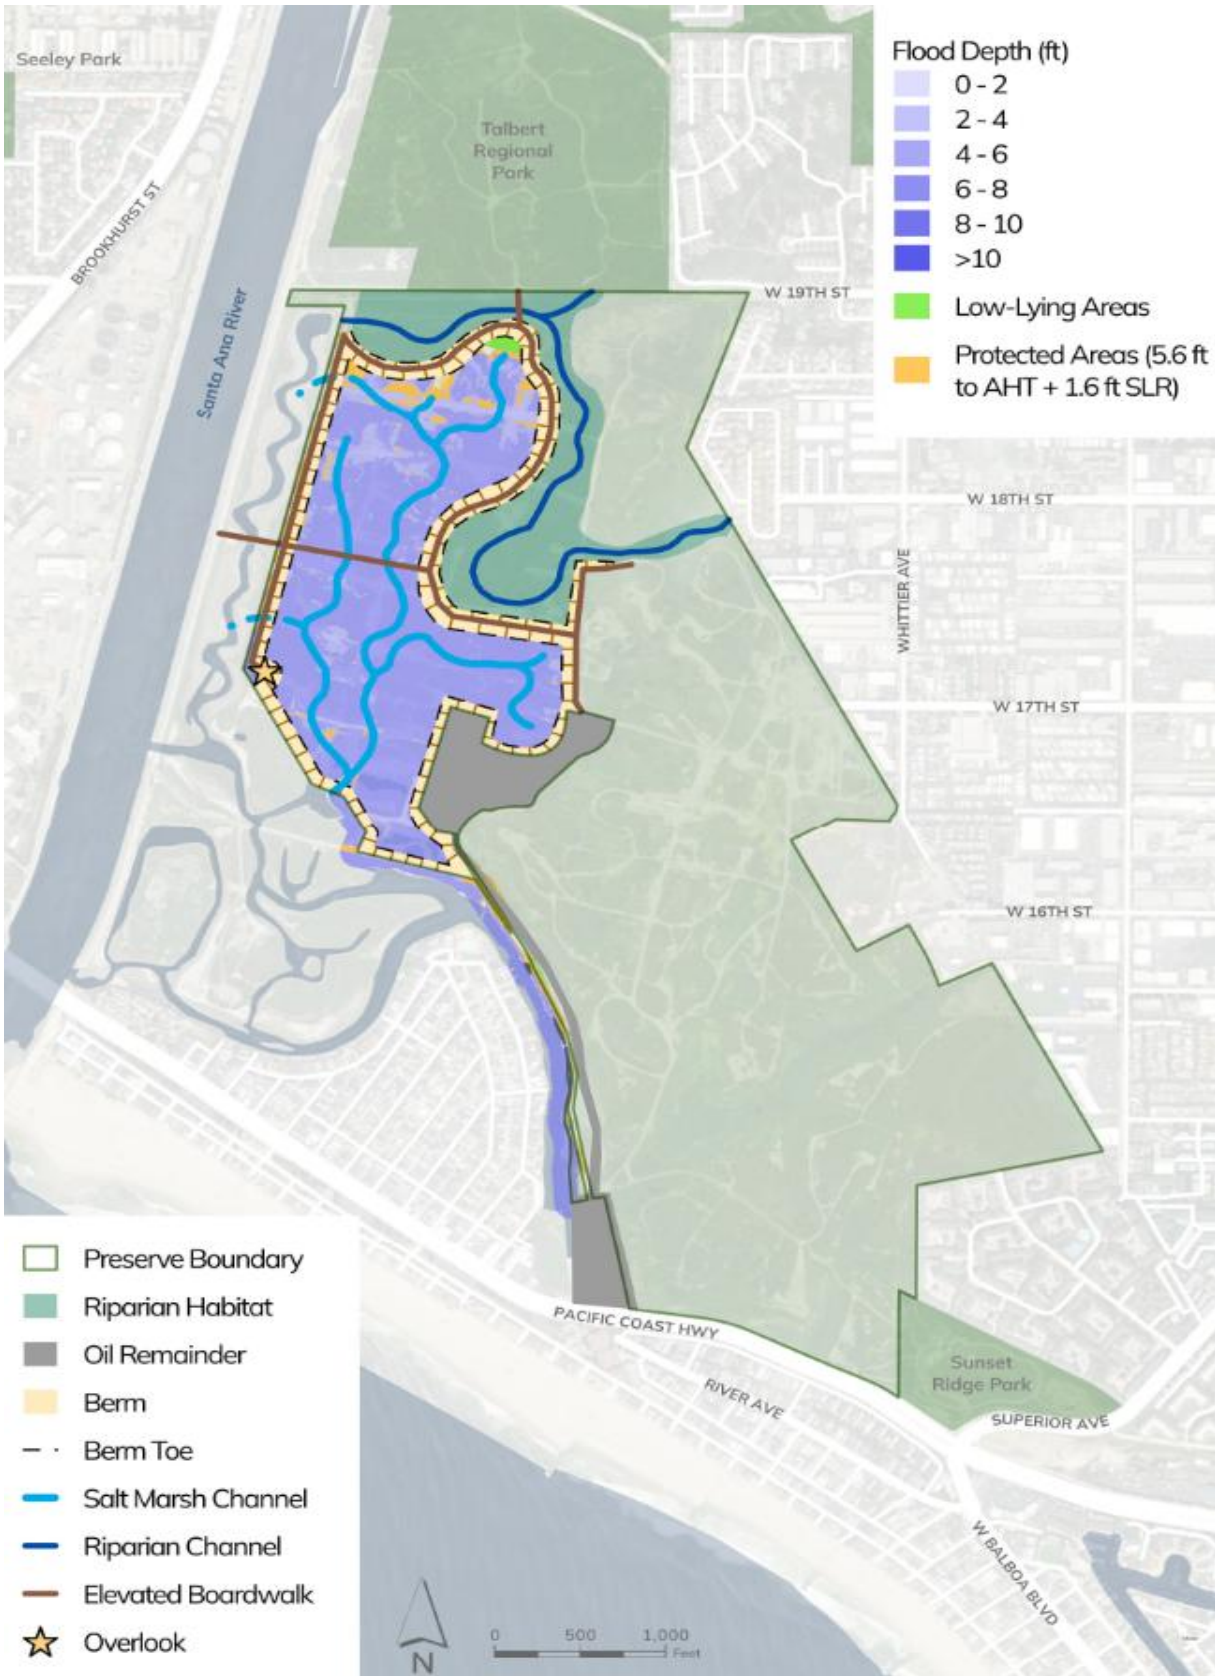 Seeley Park
BROOKHURST ST
Santa Ana River
Talbert
Regional
Park
Flood Depth (ft)
0 - 2
2 - 4
4 - 6
6 - 8
8 - 10
>10
Low-Lying Areas
Protected Areas (5.6 ft
to AHT + 1.6 ft SLR)
W 19TH ST
W 18TH ST
WHITTIER AVE
W 17TH ST
W 16TH ST
Preserve Boundary
Riparian Habitat
Oil Remainder
Berm
Berm Toe
Salt Marsh Channel
Riparian Channel
Elevated Boardwalk
Overlook
PACIFIC COAST HWY
RIVER AVE
Sunset
Ridge Park
SUPERIOR AVE
W BALBOA BLVD
N
0 500 1,000
Feet